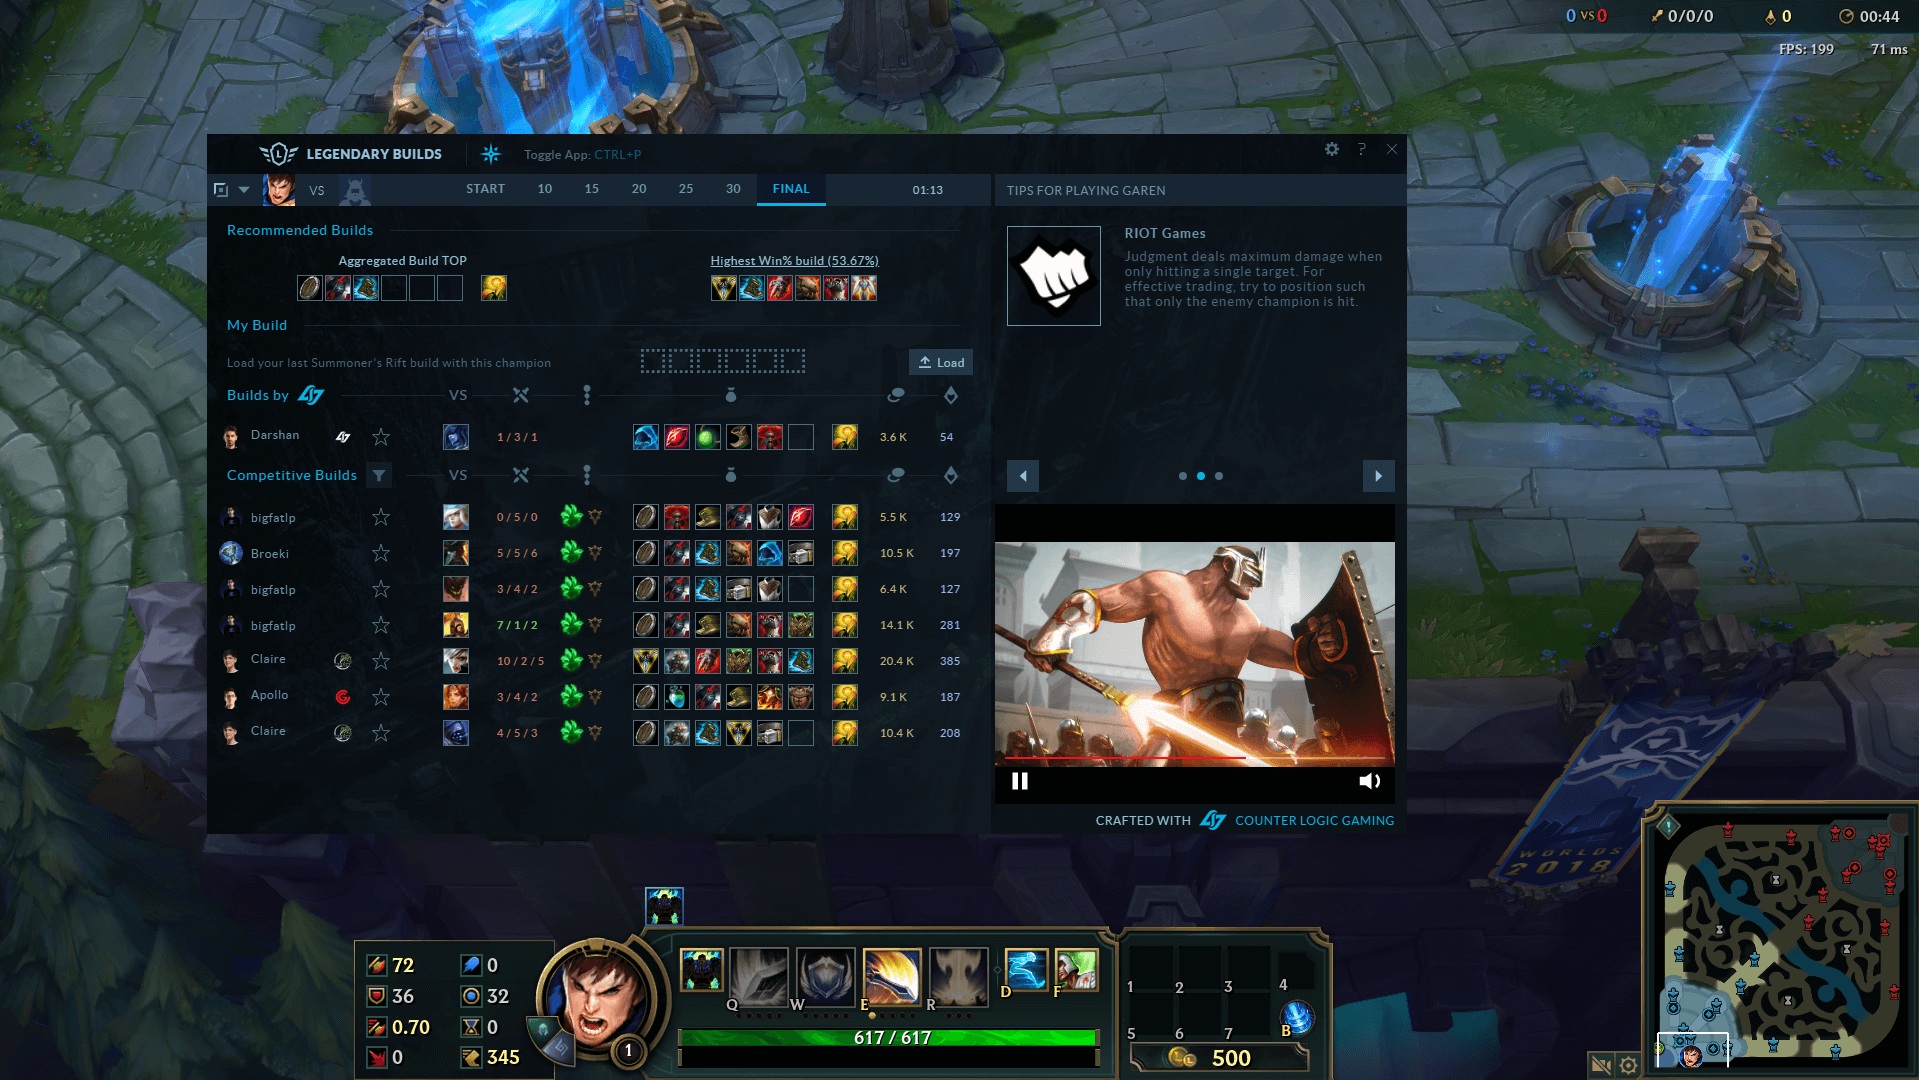 0 VS 0 0/0/0 0 00:44
FPS: 199 71 ms
LEGENDARY BUILDS Toggle App: CTRL+P ?
VS START 10 15 20 25 30 FINAL 01:13
TIPS FOR PLAYING GAREN
Recommended Builds
Aggregated Build TOP
Highest Win% build (53.67%)
RIOT Games
Judgment deals maximum damage when
only hitting a single target. For
effective trading, try to position such
that only the enemy champion is hit.
My Build
Load your last Summoner's Rift build with this champion
Load
Builds by VS
Darshan 1 / 3 / 1 3.6 K 54
Competitive Builds VS
bigfatlp 0 / 5 / 0 5.5 K 129
Broeki 5 / 5 / 6 10.5 K 197
bigfatlp 3 / 4 / 2 6.4 K 127
bigfatlp 7 / 1 / 2 14.1 K 281
Claire 10 / 2 / 5 20.4 K 385
Apollo 3 / 4 / 2 9.1 K 187
Claire 4 / 5 / 3 10.4 K 208
CRAFTED WITH COUNTER LOGIC GAMING
WORLDS
2018
72 0
36 32
0.70 0
0 345
1
Q W E R D F
617 / 617
1 2 3 4
5 6 7 B
500